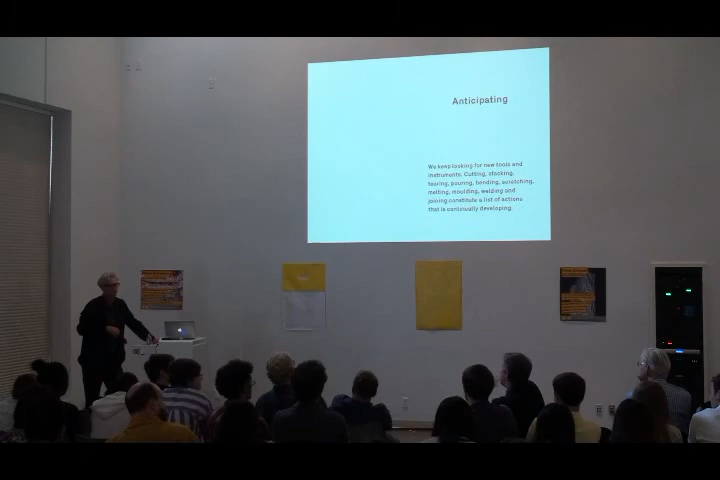 Anticipating
We keep looking for new tools and
instruments. Cutting, stacking,
tearing, pouring, bending, scratching,
melting, moulding, welding and
joining constitute a list of actions
that is continually developing.